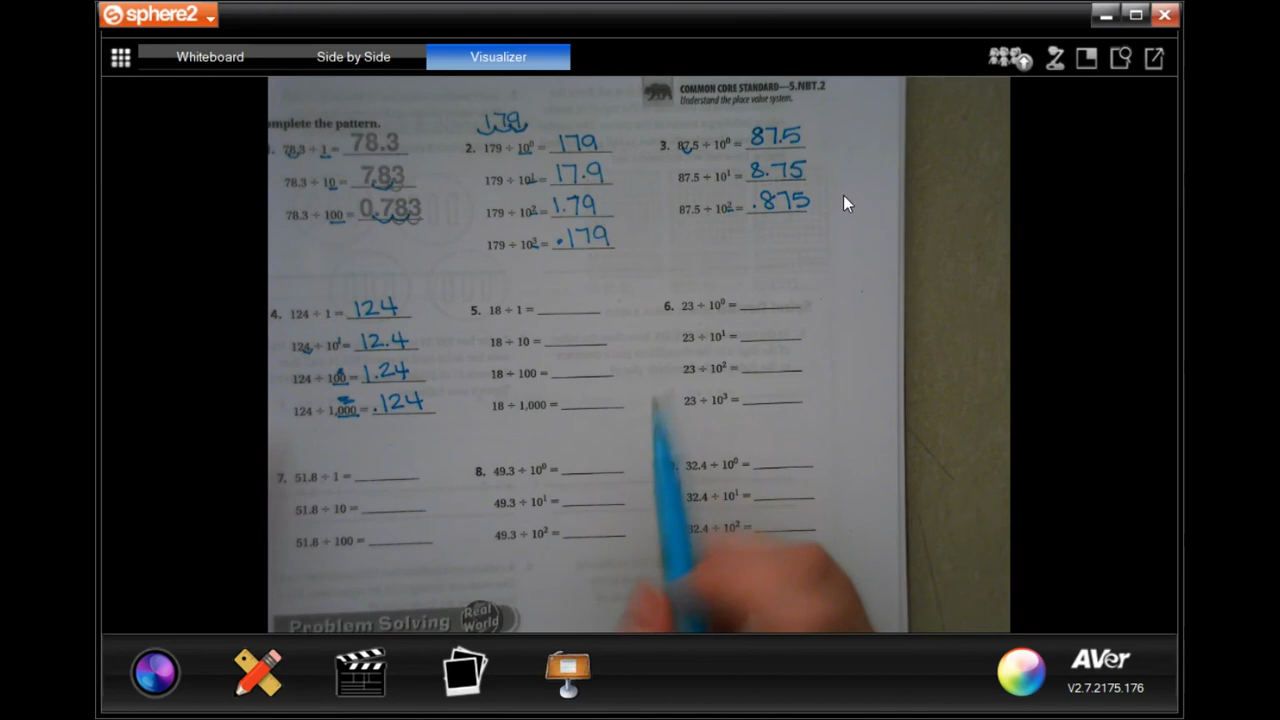 sphere2
Whiteboard Side by Side Visualizer
COMMON CORE STANDARD—5.NBT.2
Understand the place value system.
omplete the pattern.
179
. 78.3 ÷ 1 = 78.3
78.3 ÷ 10 = 7.83
78.3 ÷ 100 = 0.783
2. 179 ÷ 10⁰ = 179
179 ÷ 10¹ = 17.9
179 ÷ 10² = 1.79
179 ÷ 10³ = .179
3. 87.5 ÷ 10⁰ = 87.5
87.5 ÷ 10¹ = 8.75
87.5 ÷ 10² = .875
4. 124 ÷ 1 = 124
124 ÷ 10 = 12.4
124 ÷ 100 = 1.24
124 ÷ 1,000 = .124
5. 18 ÷ 1 =
18 ÷ 10 =
18 ÷ 100 =
18 ÷ 1,000 =
6. 23 ÷ 10⁰ =
23 ÷ 10¹ =
23 ÷ 10² =
23 ÷ 10³ =
7. 51.8 ÷ 1 =
51.8 ÷ 10 =
51.8 ÷ 100 =
8. 49.3 ÷ 10⁰ =
49.3 ÷ 10¹ =
49.3 ÷ 10² =
32.4 ÷ 10⁰ =
32.4 ÷ 10¹ =
32.4 ÷ 10² =
Problem Solving Real World
AVer
V2.7.2175.176